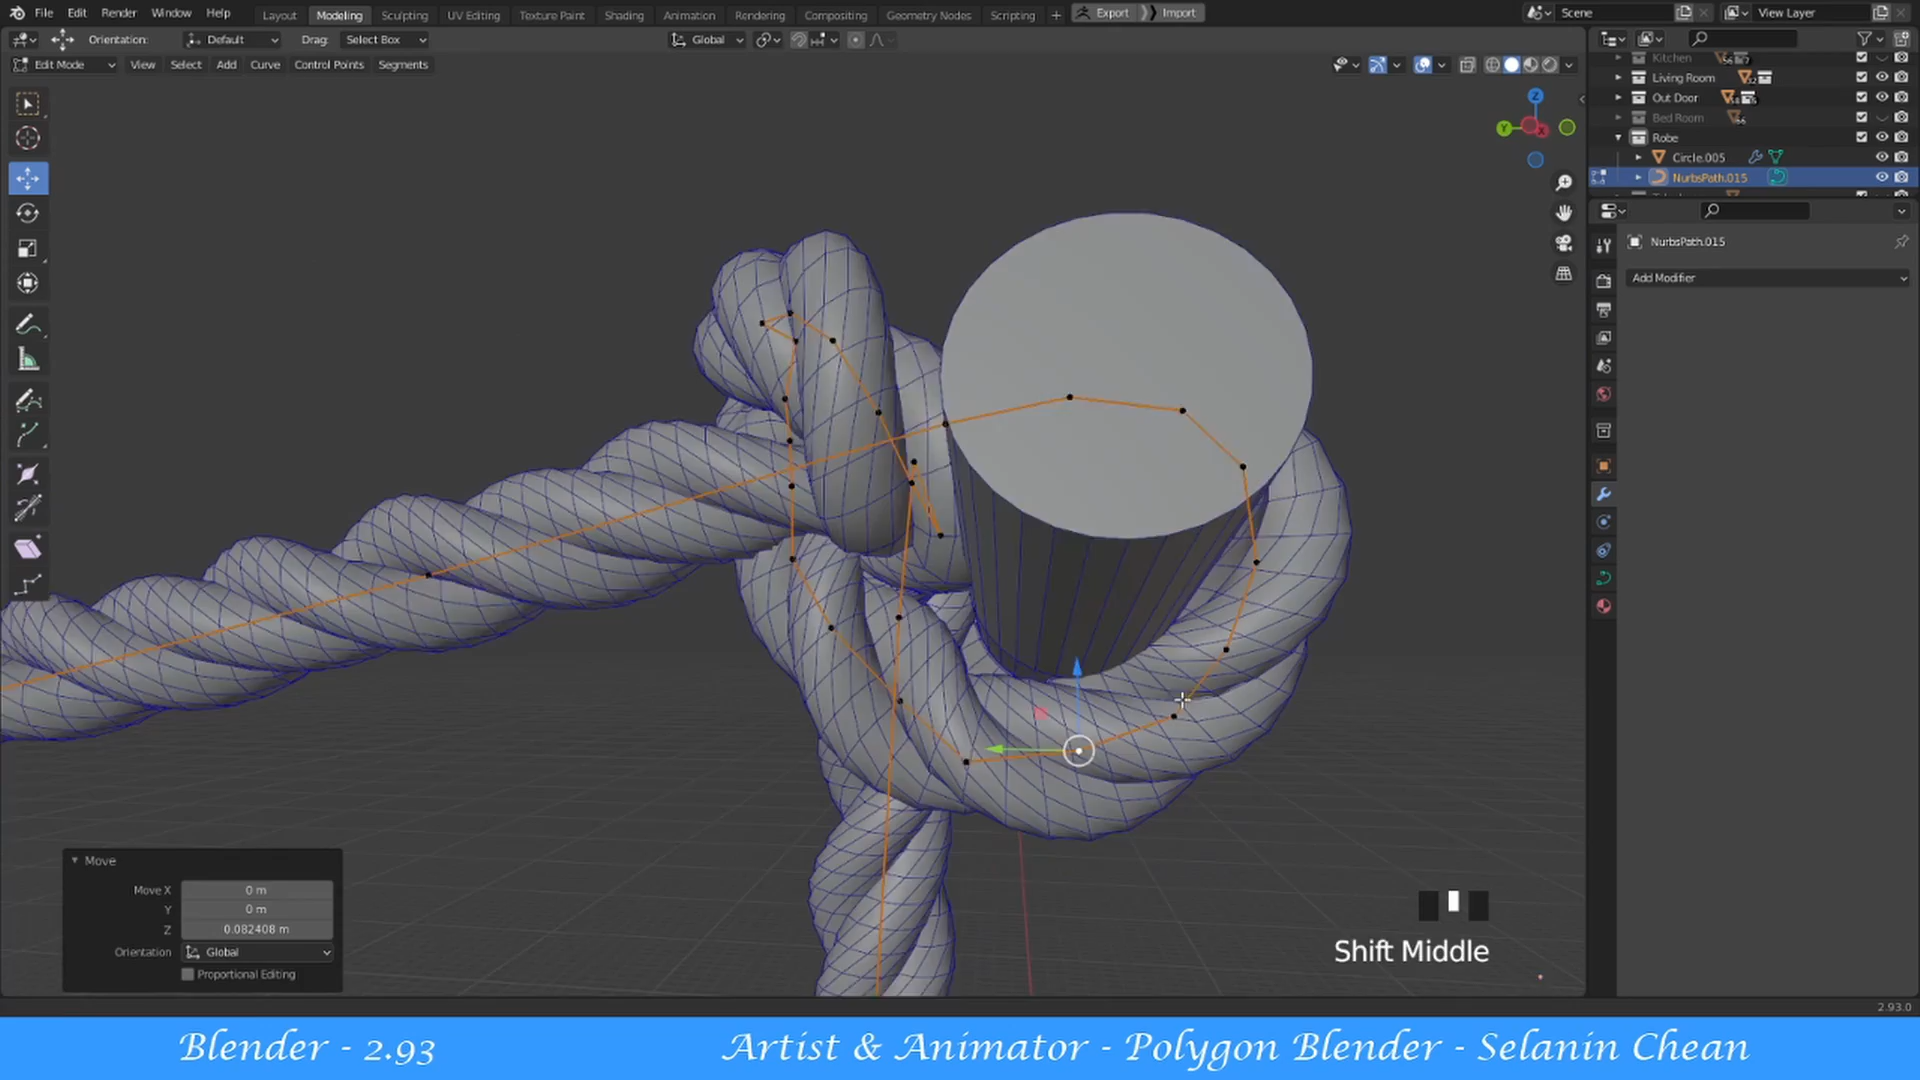 File Edit Render Window Help Layout Modeling Sculpting UV Editing Texture Paint Shading Animation Rendering Compositing Geometry Nodes Scripting + Export Import Scene View Layer
Orientation: Default Drag: Select Box Global
Edit Mode View Select Add Curve Control Points Segments
Kitchen
Living Room
Out Door
Bed Room
Robe
Circle.005
NurbsPath.015
NurbsPath.015
Add Modifier
Z
Y
X
Move
Move X 0 m
Y 0 m
Z 0.082408 m
Orientation Global
Proportional Editing
Shift Middle
2.93.0
Blender - 2.93
Artist & Animator - Polygon Blender - Selanin Chean